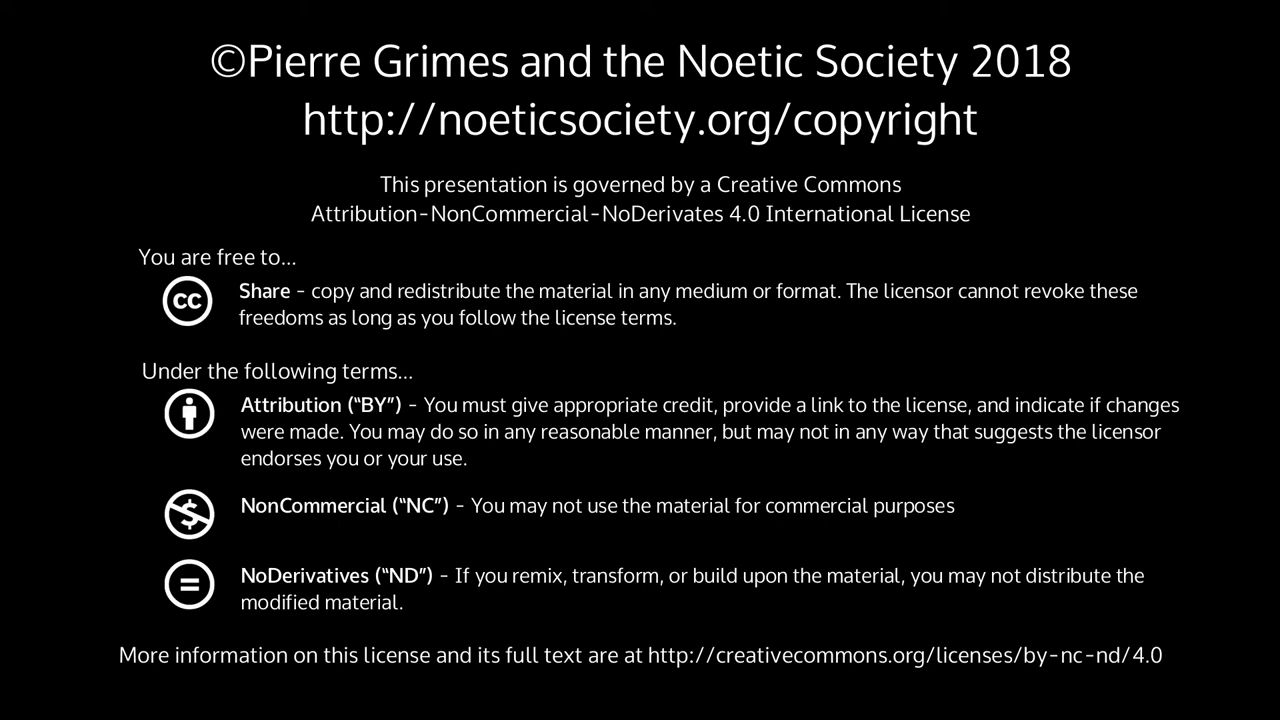 ©Pierre Grimes and the Noetic Society 2018
http://noeticsociety.org/copyright
This presentation is governed by a Creative Commons
Attribution-NonCommercial-NoDerivates 4.0 International License
You are free to...
cc
Share - copy and redistribute the material in any medium or format. The licensor cannot revoke these
freedoms as long as you follow the license terms.
Under the following terms...
Attribution (“BY”) - You must give appropriate credit, provide a link to the license, and indicate if changes
were made. You may do so in any reasonable manner, but may not in any way that suggests the licensor
endorses you or your use.
NonCommercial (“NC”) - You may not use the material for commercial purposes
NoDerivatives (“ND”) - If you remix, transform, or build upon the material, you may not distribute the
modified material.
More information on this license and its full text are at http://creativecommons.org/licenses/by-nc-nd/4.0